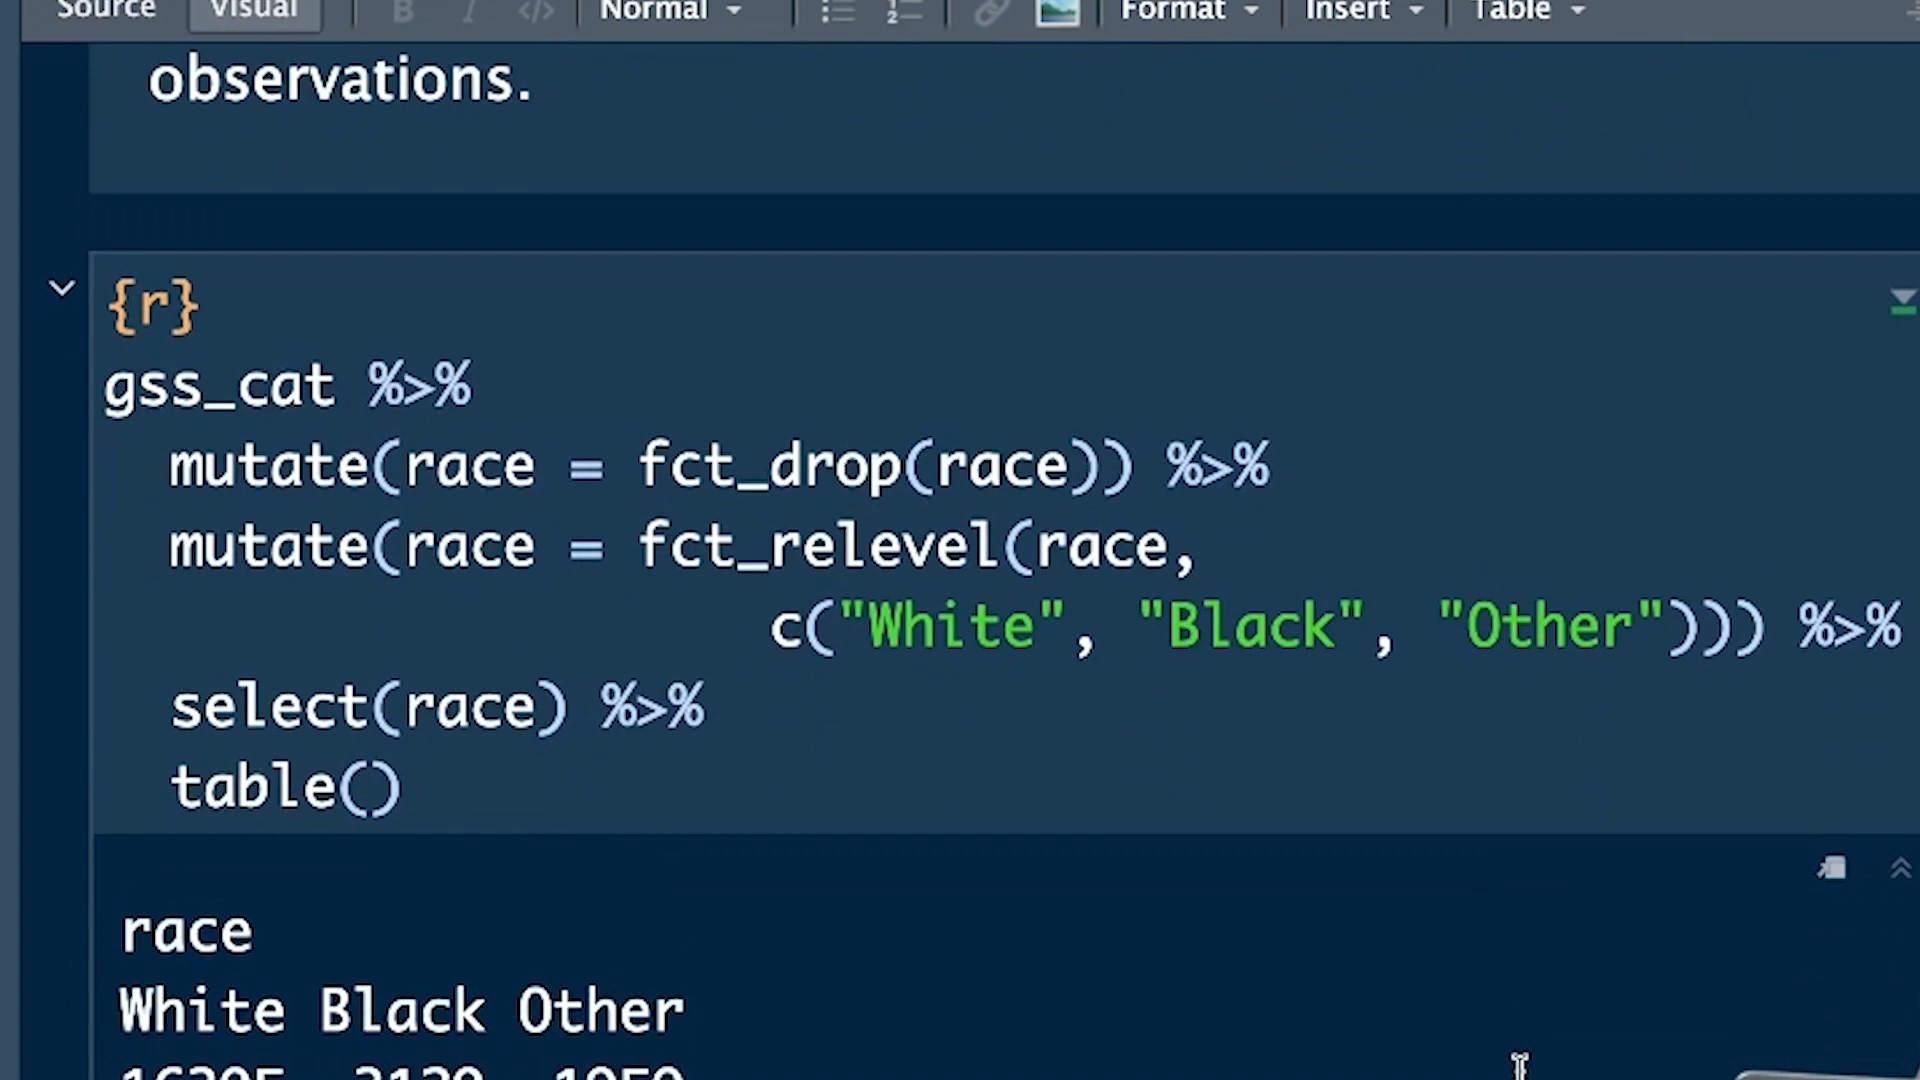 Source Visual B I </> Normal Format Insert Table
observations.
{r}
gss_cat %>%
mutate(race = fct_drop(race)) %>%
mutate(race = fct_relevel(race,
c("White", "Black", "Other"))) %>%
select(race) %>%
table()
race
White Black Other